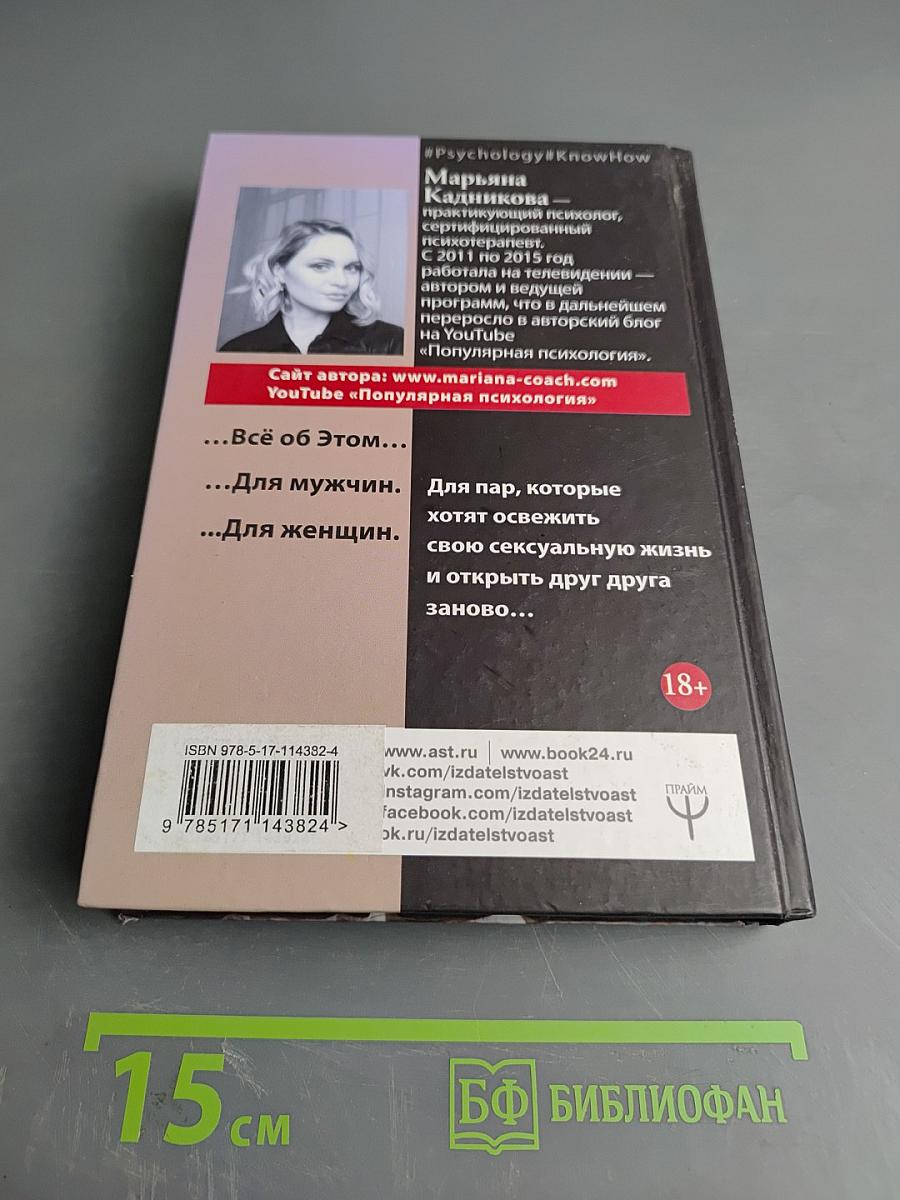 #Psychology#KnowHow
Марьяна
Кадникова —
практикующий психолог,
сертифицированный
психотерапевт.
С 2011 по 2015 год
работала на телевидении —
автором и ведущей
программ, что в дальнейшем
переросло в авторский блог
на YouTube
«Популярная психология».
Сайт автора: www.mariana-coach.com
YouTube «Популярная психология»
...Всё об Этом...
...Для мужчин.
...Для женщин.
Для пар, которые
хотят освежить
свою сексуальную жизнь
и открыть друг друга
заново...
18+
ISBN 978-5-17-114382-4
9 785171 143824 >
www.ast.ru | www.book24.ru
vk.com/izdatelstvoast
instagram.com/izdatelstvoast
facebook.com/izdatelstvoast
ok.ru/izdatelstvoast
ПРАЙМ
15 см
БФ БИБЛИОФАН